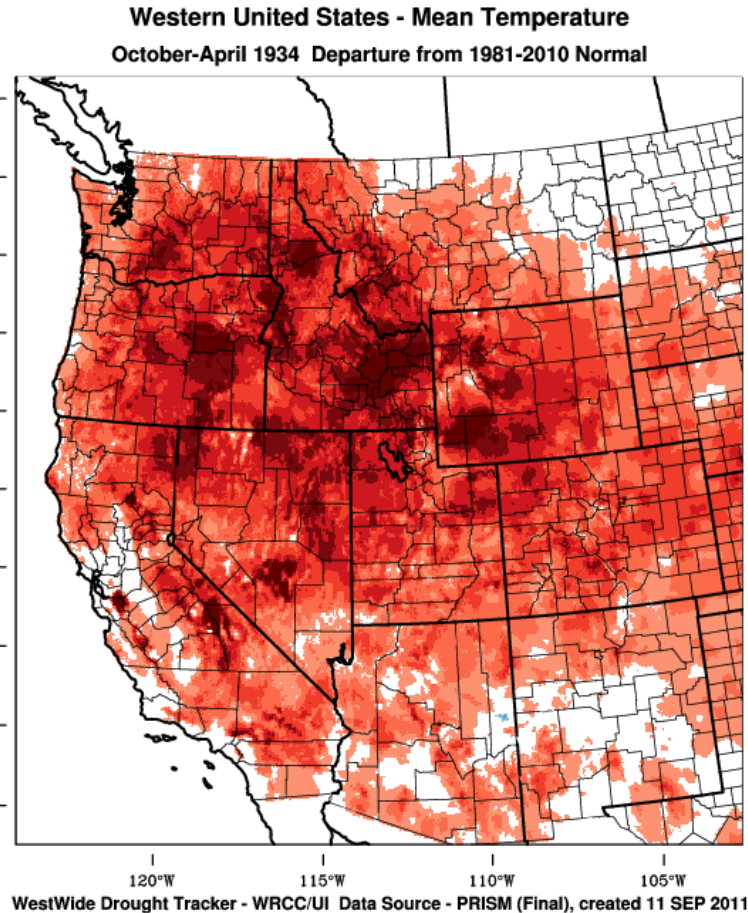 Western United States - Mean Temperature
October-April 1934 Departure from 1981-2010 Normal
120°W 115°W 110°W 105°W
WestWide Drought Tracker - WRCC/UI Data Source - PRISM (Final), created 11 SEP 2011